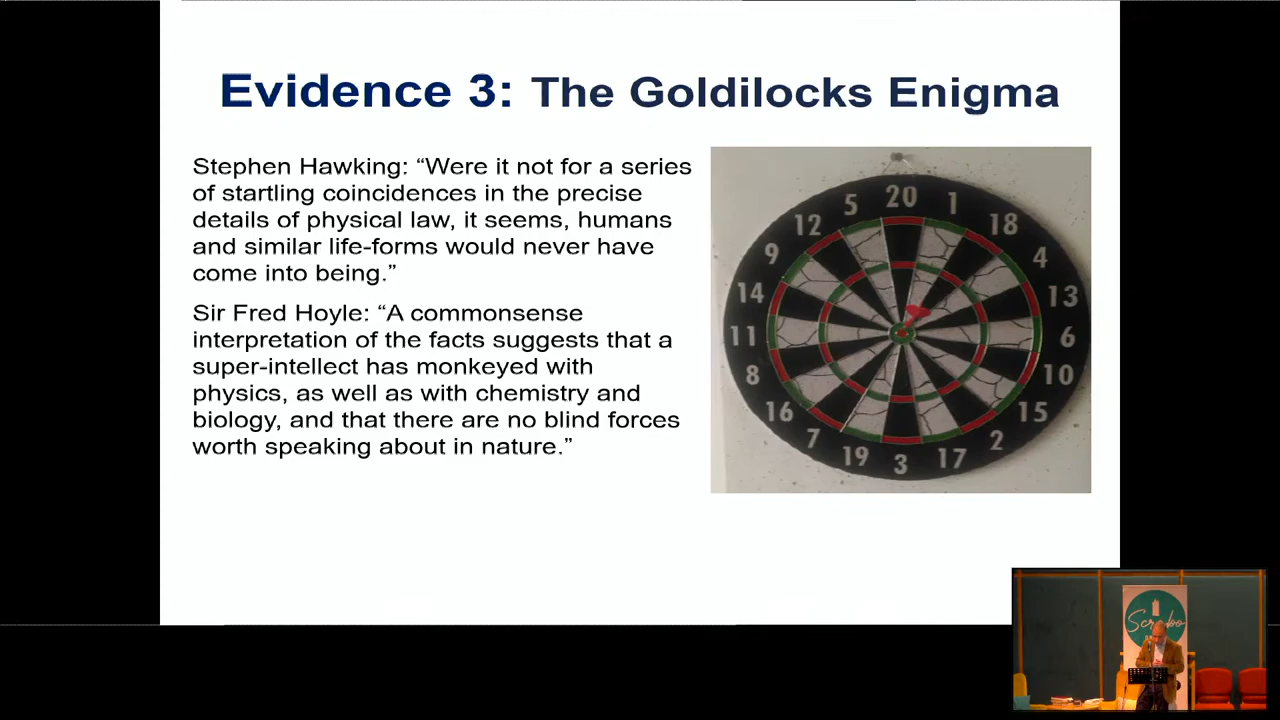 Evidence 3: The Goldilocks Enigma
Stephen Hawking: “Were it not for a series
of startling coincidences in the precise
details of physical law, it seems, humans
and similar life-forms would never have
come into being.”
Sir Fred Hoyle: “A commonsense
interpretation of the facts suggests that a
super-intellect has monkeyed with
physics, as well as with chemistry and
biology, and that there are no blind forces
worth speaking about in nature.”
20
1
18
4
13
6
10
15
2
17
3
19
7
16
8
11
14
9
12
5
Scrabo